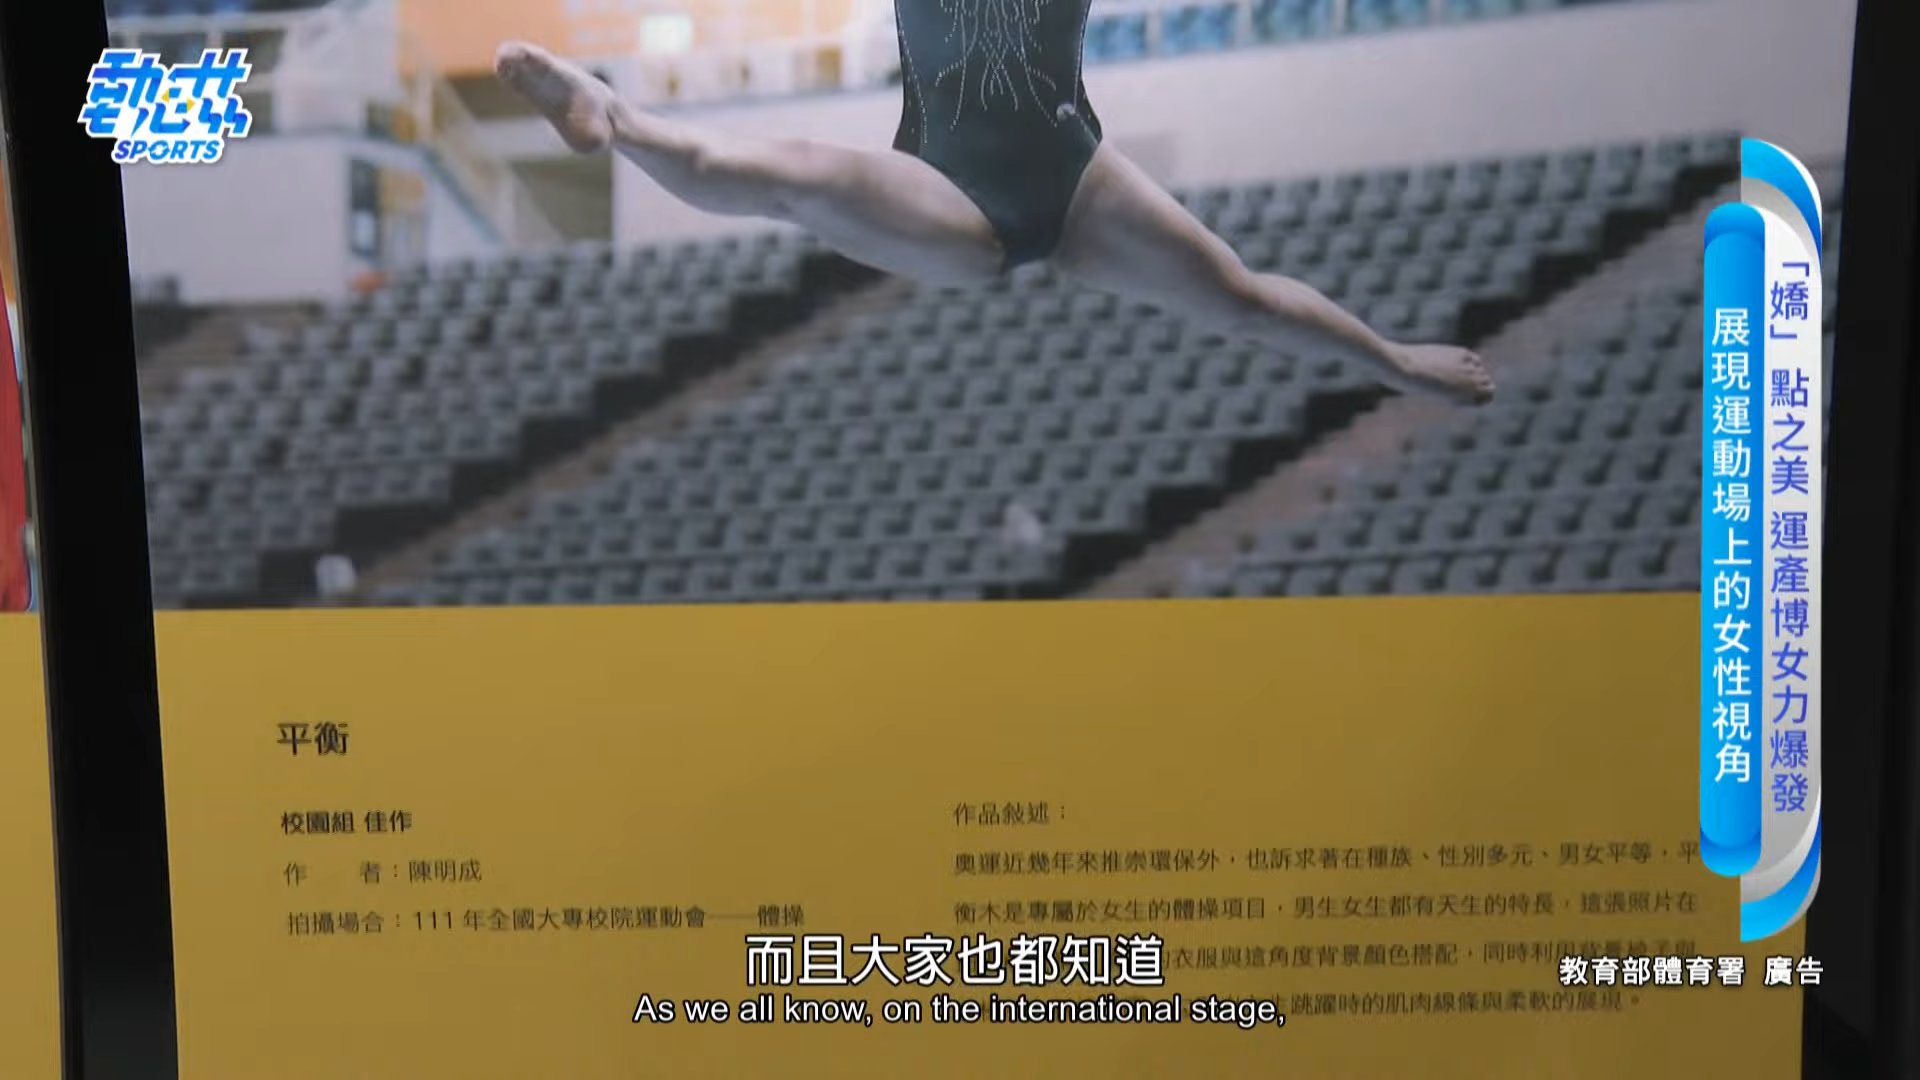 動滋
SPORTS
「嬌」點之美 運產博女力爆發
展現運動場上的女性視角
平衡
校園組 佳作
作 者：陳明成
拍攝場合：111年全國大專校院運動會——體操
作品敘述：
奧運近幾年來推崇環保外，也訴求著在種族、性別多元、男女平等，平
衡木是專屬於女生的體操項目，男生女生都有天生的特長，這張照片在
的衣服與這角度背景顏色搭配，同時利用背景椅子與
跳躍時的肌肉線條與柔軟的展現。
而且大家也都知道
As we all know, on the international stage,
教育部體育署 廣告